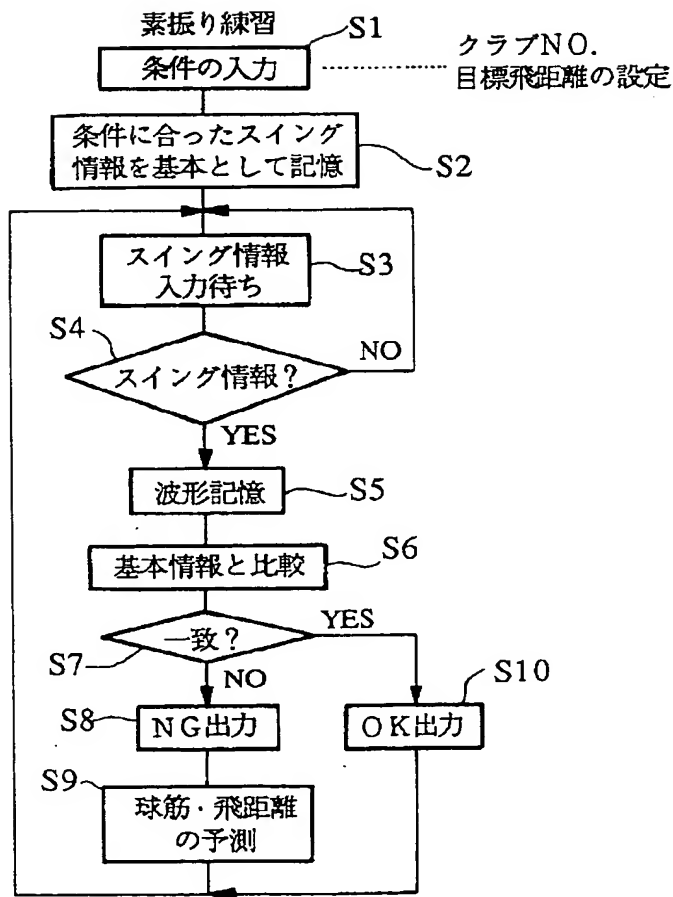 素振り練習
S1
条件の入力
クラブNO.
目標飛距離の設定
条件に合ったスイング
情報を基本として記憶
S2
スイング情報
入力待ち
S3
S4
スイング情報?
NO
YES
波形記憶
S5
基本情報と比較
S6
一致?
YES
S7
NO
S10
S8
NG出力
OK出力
S9
球筋・飛距離
の予測